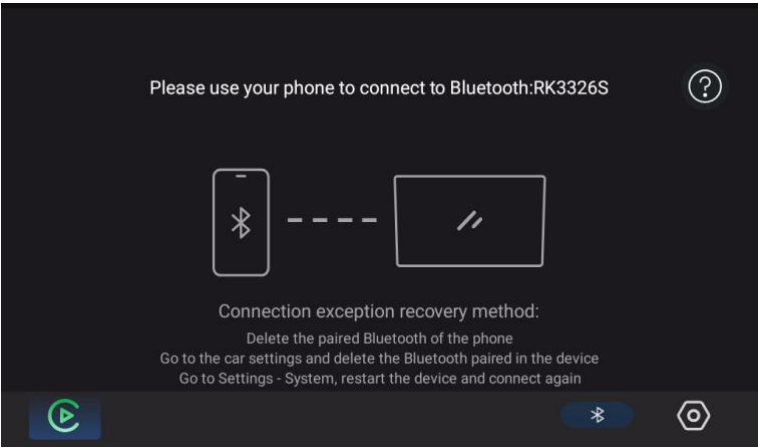 Please use your phone to connect to Bluetooth:RK3326S
?
Connection exception recovery method:
Delete the paired Bluetooth of the phone
Go to the car settings and delete the Bluetooth paired in the device
Go to Settings - System, restart the device and connect again